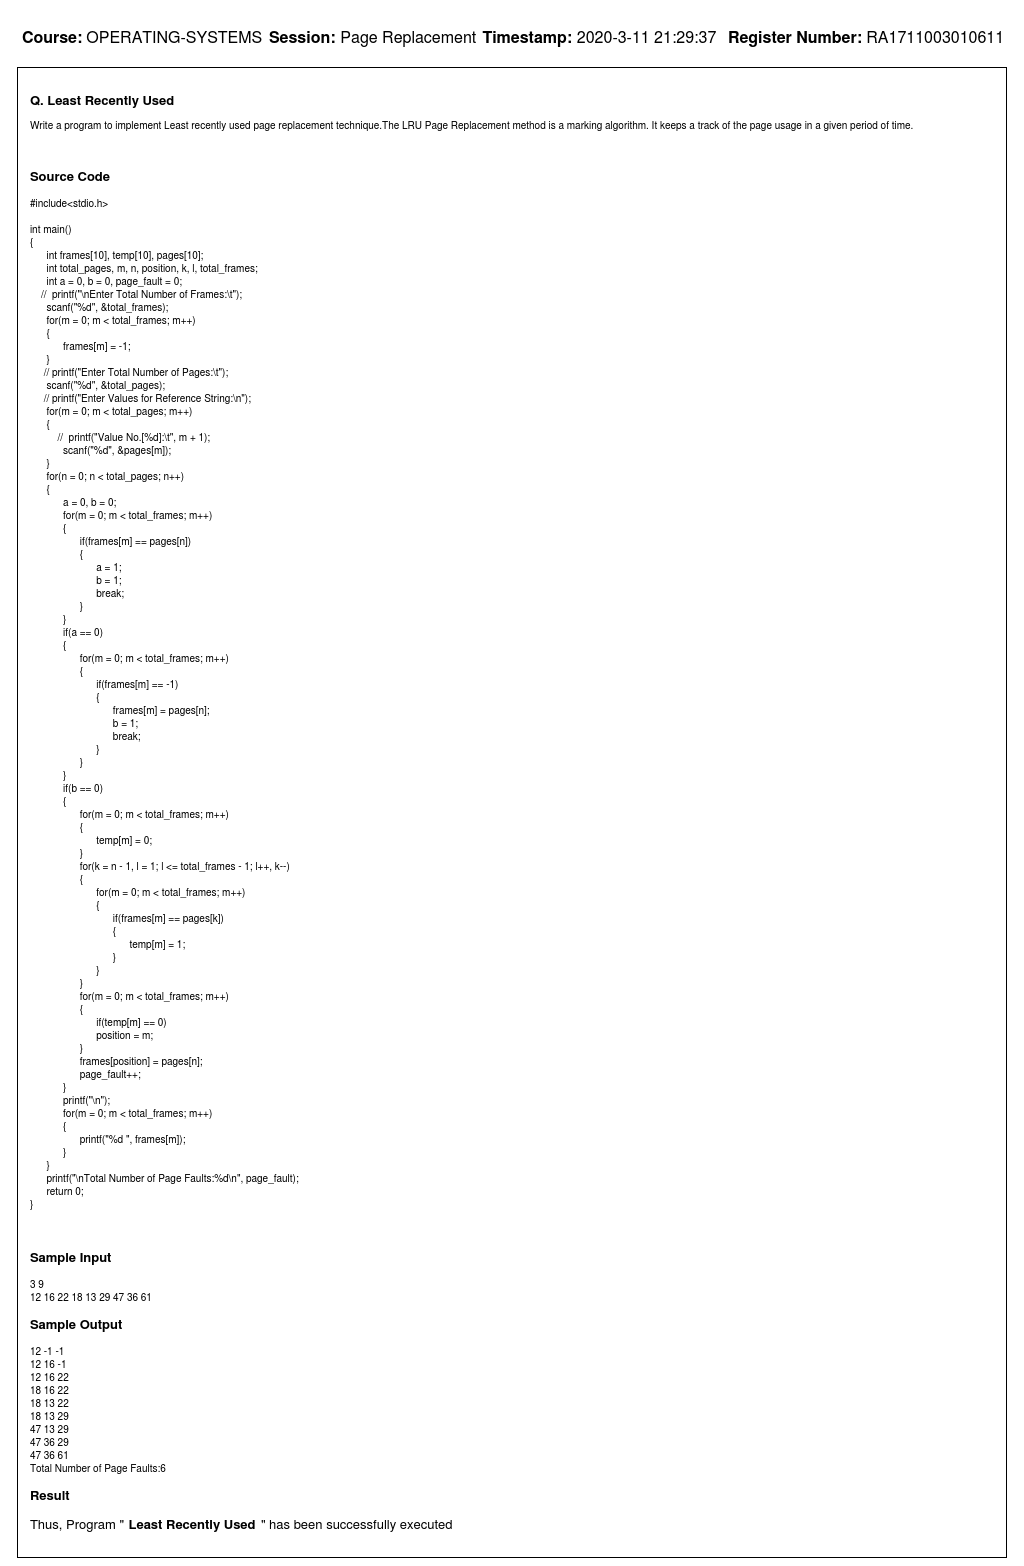 Course: OPERATING-SYSTEMS Session: Page Replacement Timestamp: 2020-3-11 21:29:37 Register Number: RA1711003010611
Q. Least Recently Used
Write a program to implement Least recently used page replacement technique.The LRU Page Replacement method is a marking algorithm. It keeps a track of the page usage in a given period of time.
Source Code
#include<stdio.h>
int main()
{
int frames[10], temp[10], pages[10];
int total_pages, m, n, position, k, l, total_frames;
int a = 0, b = 0, page_fault = 0;
// printf("\nEnter Total Number of Frames:\t");
scanf("%d", &total_frames);
for(m = 0; m < total_frames; m++)
{
frames[m] = -1;
}
// printf("Enter Total Number of Pages:\t");
scanf("%d", &total_pages);
// printf("Enter Values for Reference String:\n");
for(m = 0; m < total_pages; m++)
{
// printf("Value No.[%d]:\t", m + 1);
scanf("%d", &pages[m]);
}
for(n = 0; n < total_pages; n++)
{
a = 0, b = 0;
for(m = 0; m < total_frames; m++)
{
if(frames[m] == pages[n])
{
a = 1;
b = 1;
break;
}
}
if(a == 0)
{
for(m = 0; m < total_frames; m++)
{
if(frames[m] == -1)
{
frames[m] = pages[n];
b = 1;
break;
}
}
}
if(b == 0)
{
for(m = 0; m < total_frames; m++)
{
temp[m] = 0;
}
for(k = n - 1, l = 1; l <= total_frames - 1; l++, k--)
{
for(m = 0; m < total_frames; m++)
{
if(frames[m] == pages[k])
{
temp[m] = 1;
}
}
}
for(m = 0; m < total_frames; m++)
{
if(temp[m] == 0)
position = m;
}
frames[position] = pages[n];
page_fault++;
}
printf("\n");
for(m = 0; m < total_frames; m++)
{
printf("%d ", frames[m]);
}
}
printf("\nTotal Number of Page Faults:%d\n", page_fault);
return 0;
}
Sample Input
3 9
12 16 22 18 13 29 47 36 61
Sample Output
12 -1 -1
12 16 -1
12 16 22
18 16 22
18 13 22
18 13 29
47 13 29
47 36 29
47 36 61
Total Number of Page Faults:6
Result
Thus, Program " Least Recently Used " has been successfully executed